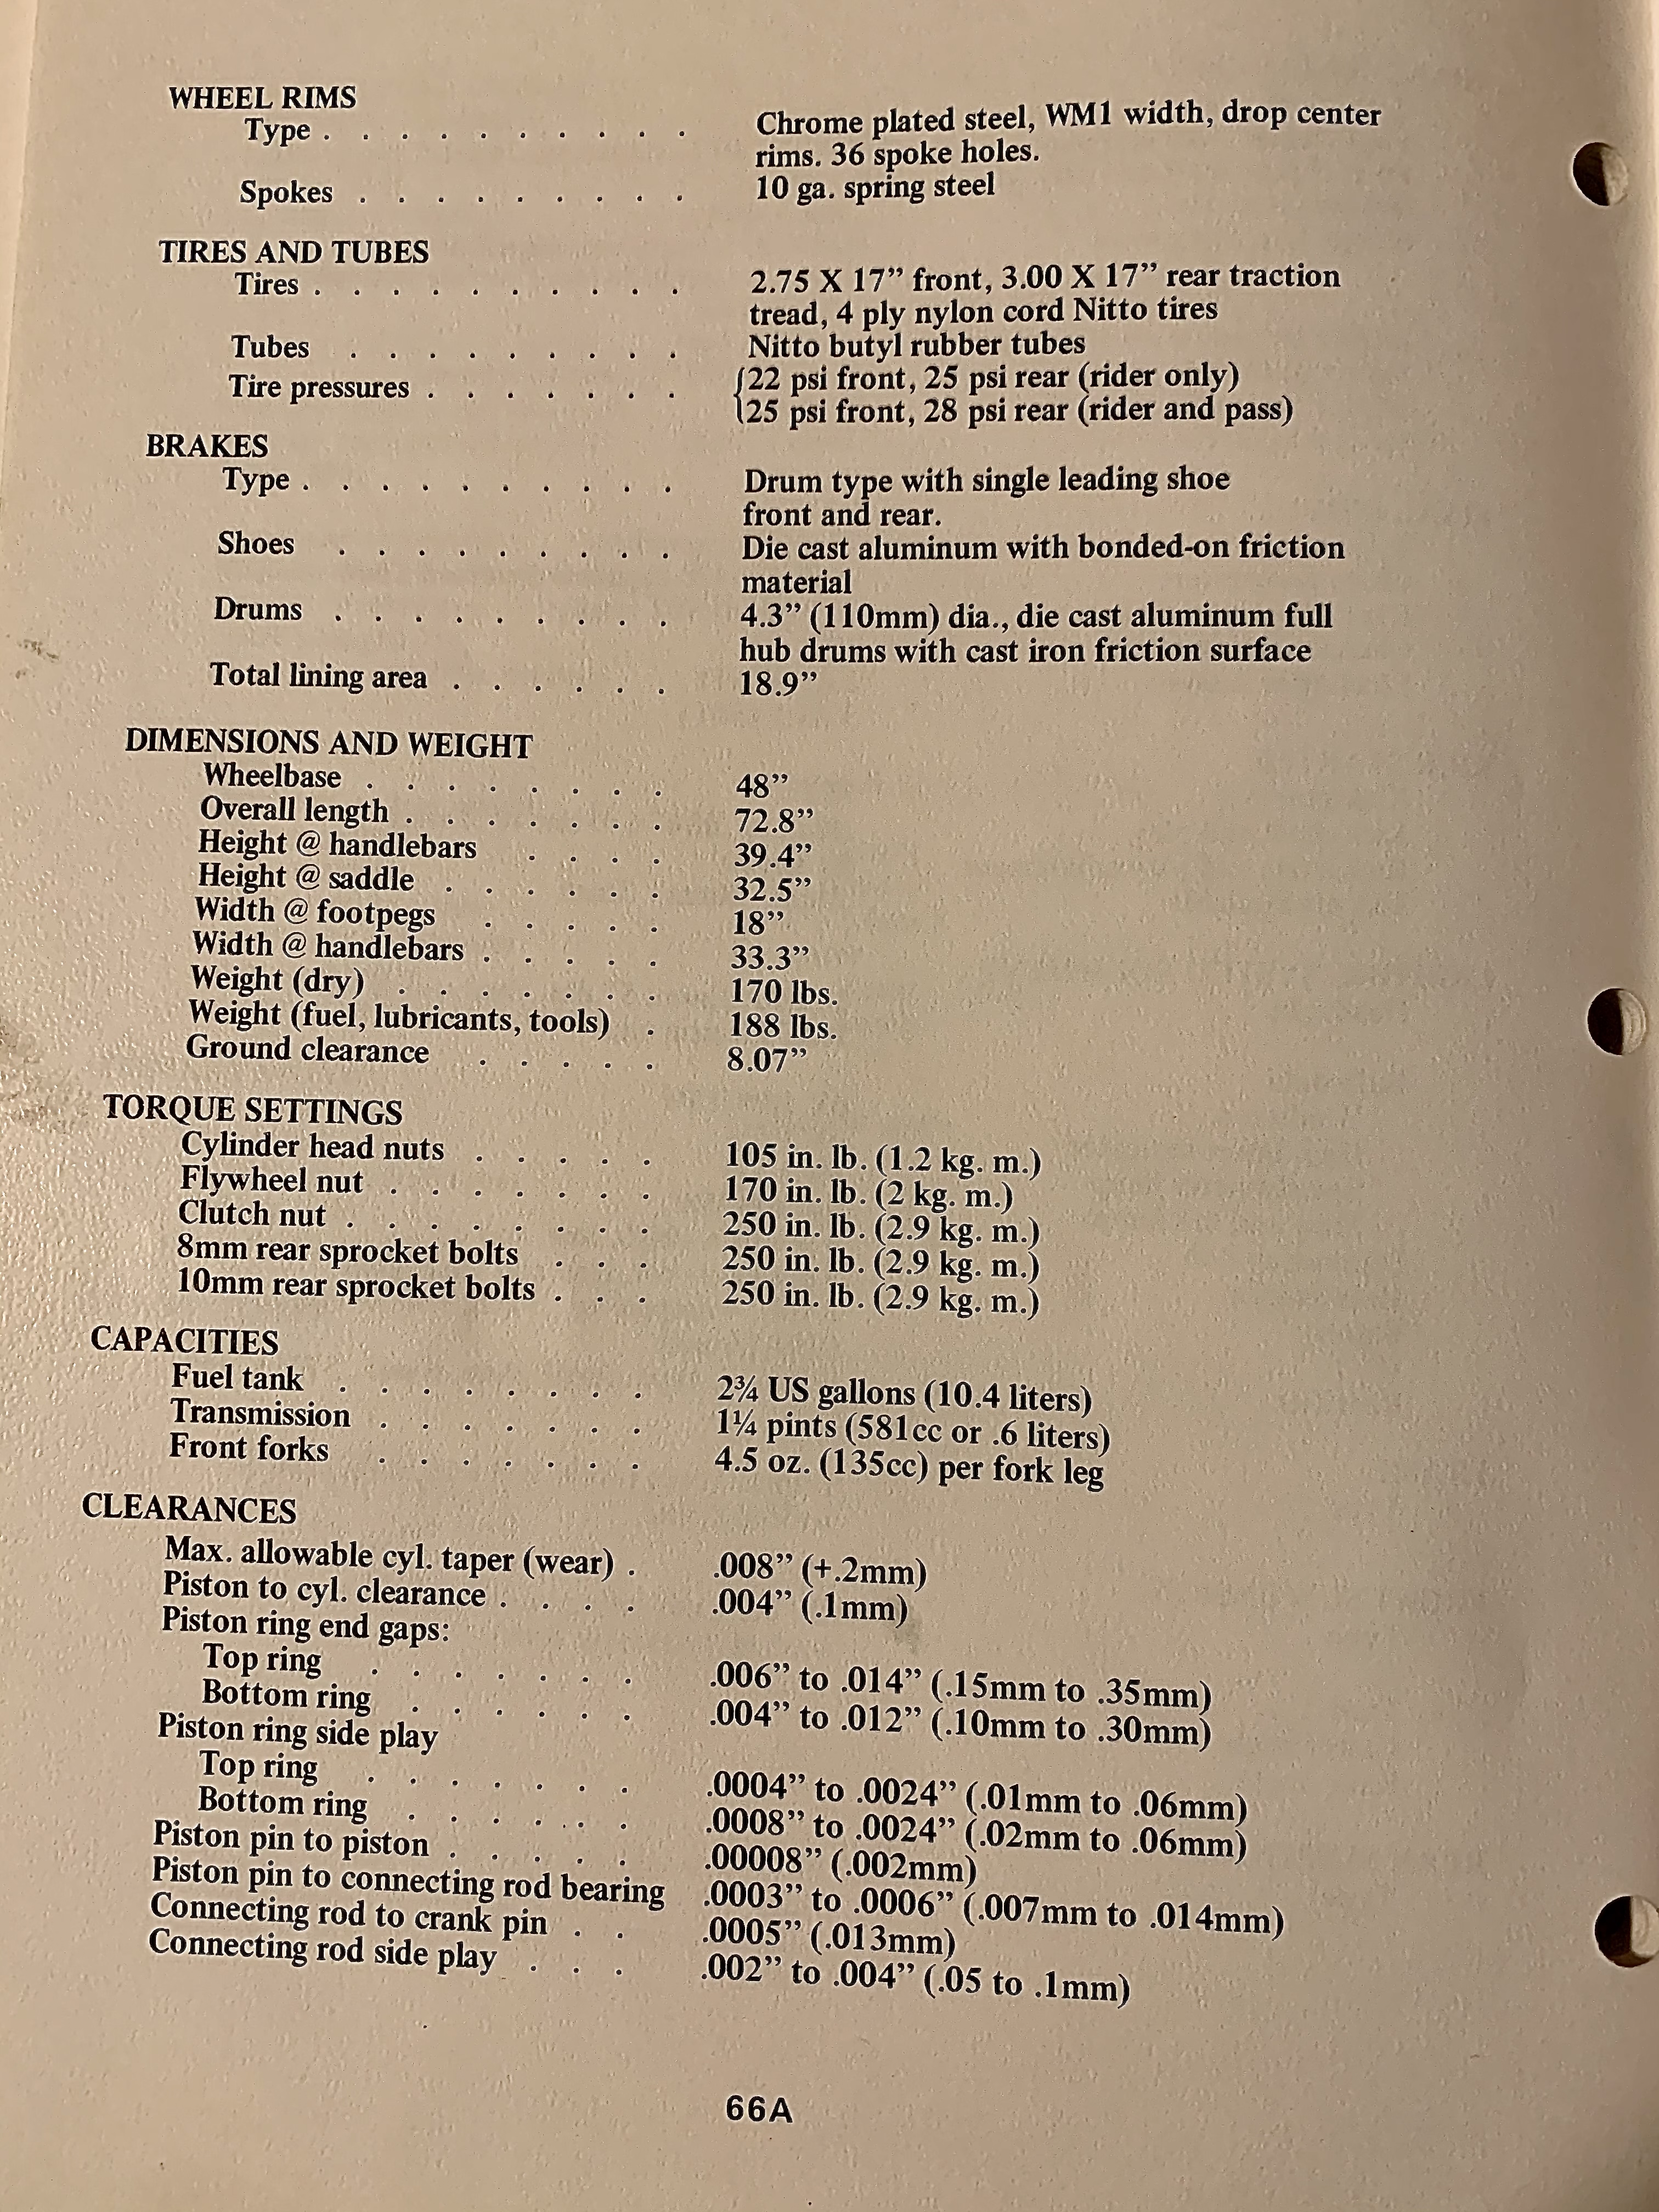 WHEEL RIMS
Type . . . . . . . . . . Chrome plated steel, WM1 width, drop center
rims. 36 spoke holes.
Spokes . . . . . . . . . 10 ga. spring steel
TIRES AND TUBES
Tires . . . . . . . . . . 2.75 X 17” front, 3.00 X 17” rear traction
tread, 4 ply nylon cord Nitto tires
Tubes . . . . . . . . . Nitto butyl rubber tubes
Tire pressures . . . . . . . {22 psi front, 25 psi rear (rider only)
25 psi front, 28 psi rear (rider and pass)
BRAKES
Type . . . . . . . . . . Drum type with single leading shoe
front and rear.
Shoes . . . . . . . . . Die cast aluminum with bonded-on friction
material
Drums . . . . . . . . . 4.3” (110mm) dia., die cast aluminum full
hub drums with cast iron friction surface
Total lining area . . . . . . 18.9”
DIMENSIONS AND WEIGHT
Wheelbase . . . . . . . . 48”
Overall length . . . . . . . 72.8”
Height @ handlebars . . . . 39.4”
Height @ saddle . . . . . . 32.5”
Width @ footpegs . . . . . 18”
Width @ handlebars . . . . . 33.3”
Weight (dry) . . . . . . . 170 lbs.
Weight (fuel, lubricants, tools) . 188 lbs.
Ground clearance . . . . . 8.07”
TORQUE SETTINGS
Cylinder head nuts . . . . . 105 in. lb. (1.2 kg. m.)
Flywheel nut . . . . . . . 170 in. lb. (2 kg. m.)
Clutch nut . . . . . . . . 250 in. lb. (2.9 kg. m.)
8mm rear sprocket bolts . . . 250 in. lb. (2.9 kg. m.)
10mm rear sprocket bolts . . . 250 in. lb. (2.9 kg. m.)
CAPACITIES
Fuel tank . . . . . . . . 2¾ US gallons (10.4 liters)
Transmission . . . . . . . 1¼ pints (581cc or .6 liters)
Front forks . . . . . . . 4.5 oz. (135cc) per fork leg
CLEARANCES
Max. allowable cyl. taper (wear) . .008” (+.2mm)
Piston to cyl. clearance . . . . .004” (.1mm)
Piston ring end gaps:
Top ring . . . . . . . .006” to .014” (.15mm to .35mm)
Bottom ring . . . . . . .004” to .012” (.10mm to .30mm)
Piston ring side play
Top ring . . . . . . . .0004” to .0024” (.01mm to .06mm)
Bottom ring . . . . . . .0008” to .0024” (.02mm to .06mm)
Piston pin to piston . . . . . .00008” (.002mm)
Piston pin to connecting rod bearing .0003” to .0006” (.007mm to .014mm)
Connecting rod to crank pin . . .0005” (.013mm)
Connecting rod side play . . . .002” to .004” (.05 to .1mm)
66A